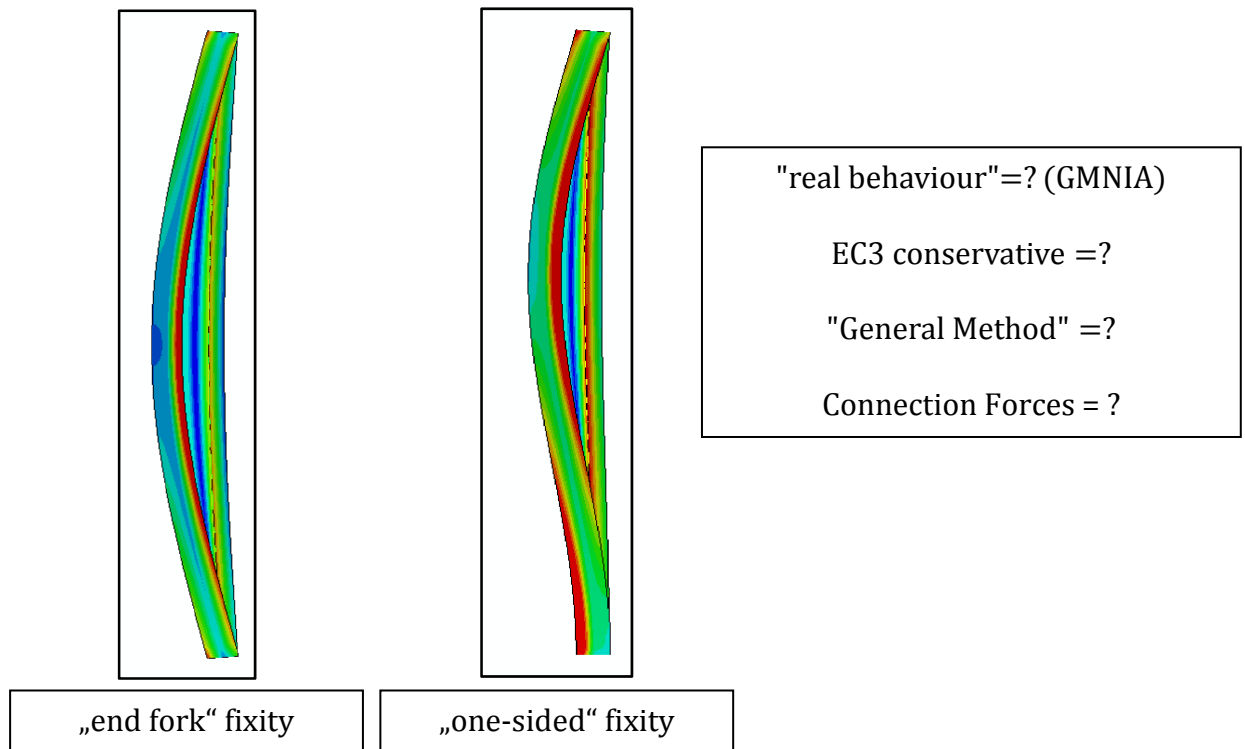 "real behaviour"=? (GMNIA)
EC3 conservative =?
"General Method" =?
Connection Forces = ?
„end fork“ fixity
„one-sided“ fixity